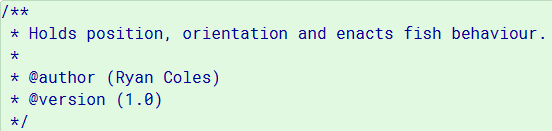 /**
 * Holds position, orientation and enacts fish behaviour.
 *
 * @author (Ryan Coles)
 * @version (1.0)
 */